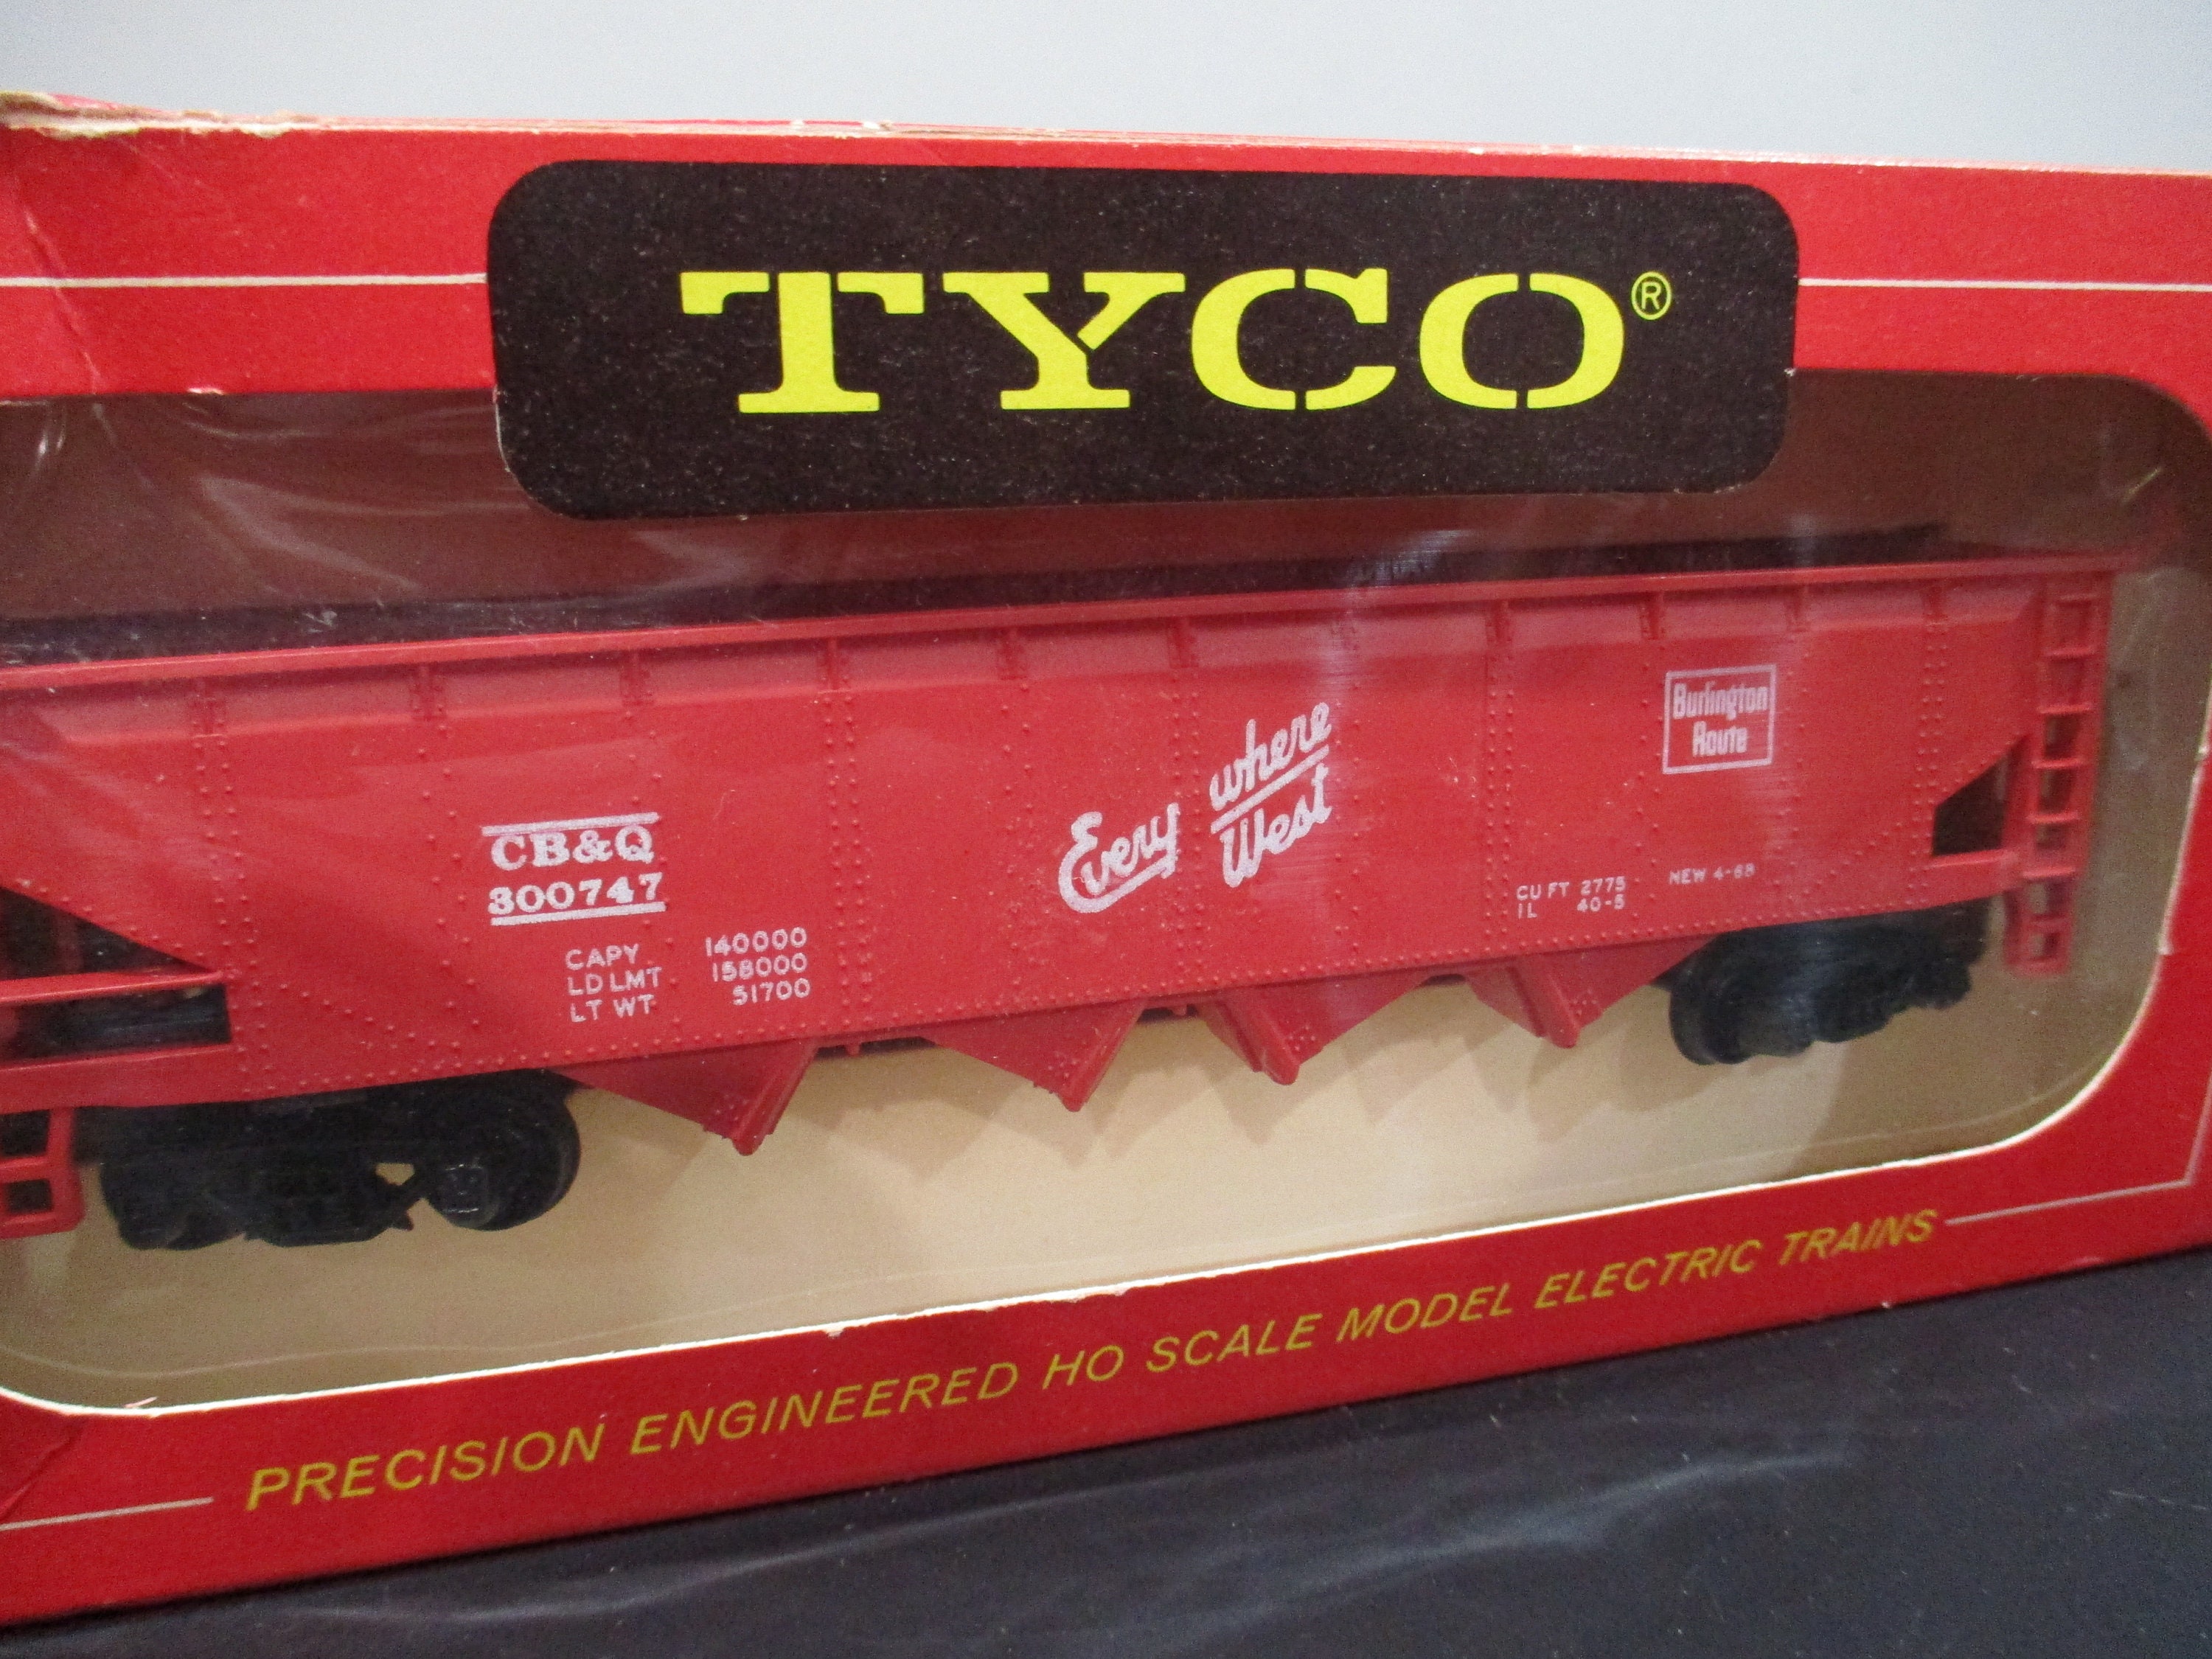 TYCO®
CB&Q
300747
CAPY 140000
LD LMT 158000
LT WT 51700
Every where
West
Burlington
Route
CU FT 2775
IL 40-5
NEW 4-68
PRECISION ENGINEERED HO SCALE MODEL ELECTRIC TRAINS